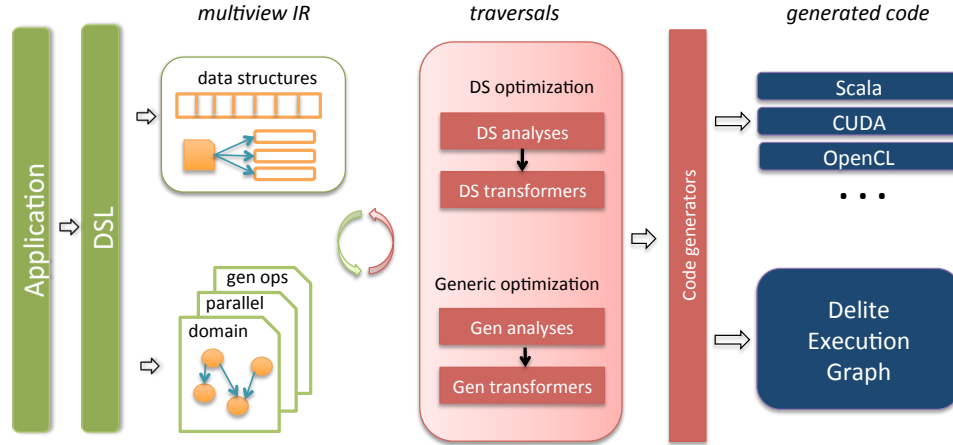 multiview IR
traversals
generated code
Application
DSL
data structures
gen ops
parallel
domain
DS optimization
DS analyses
DS transformers
Generic optimization
Gen analyses
Gen transformers
Code generators
Scala
CUDA
OpenCL
. . .
Delite
Execution
Graph